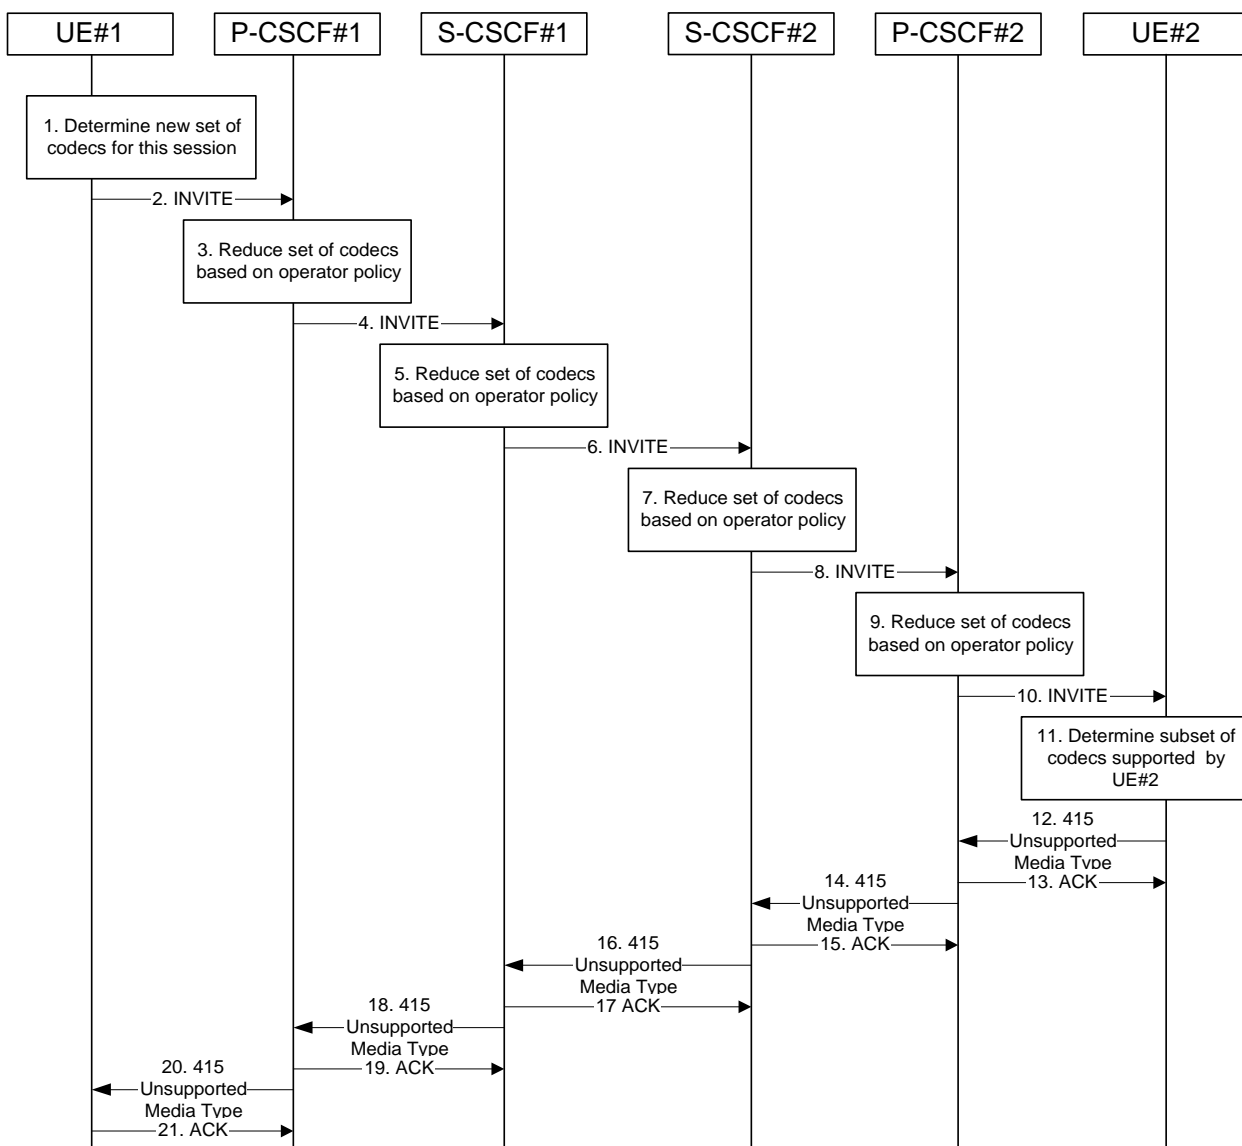 UE#1
P-CSCF#1
S-CSCF#1
S-CSCF#2
P-CSCF#2
UE#2
1. Determine new set of
codecs for this session
2. INVITE
3. Reduce set of codecs
based on operator policy
4. INVITE
5. Reduce set of codecs
based on operator policy
6. INVITE
7. Reduce set of codecs
based on operator policy
8. INVITE
9. Reduce set of codecs
based on operator policy
10. INVITE
11. Determine subset of
codecs supported by
UE#2
12. 415
Unsupported
Media Type
13. ACK
14. 415
Unsupported
Media Type
15. ACK
16. 415
Unsupported
Media Type
17 ACK
18. 415
Unsupported
Media Type
19. ACK
20. 415
Unsupported
Media Type
21. ACK